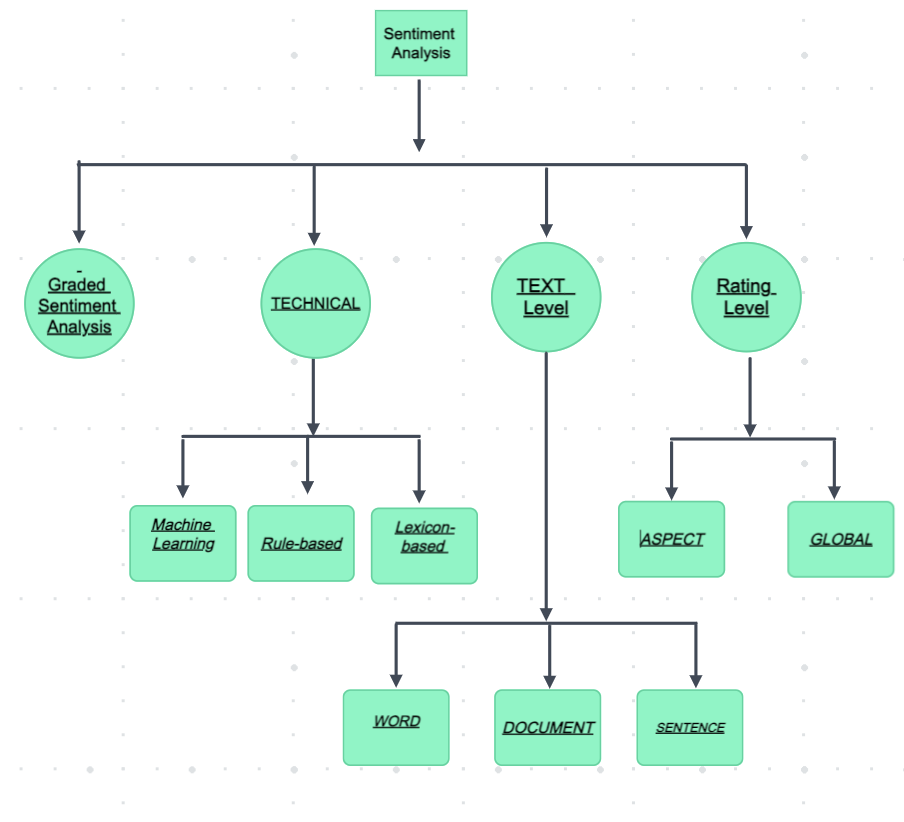 Sentiment
Analysis
-
Graded
Sentiment
Analysis
TECHNICAL
TEXT
Level
Rating
Level
Machine
Learning
Rule-based
Lexicon-
based
ASPECT
GLOBAL
WORD
DOCUMENT
SENTENCE